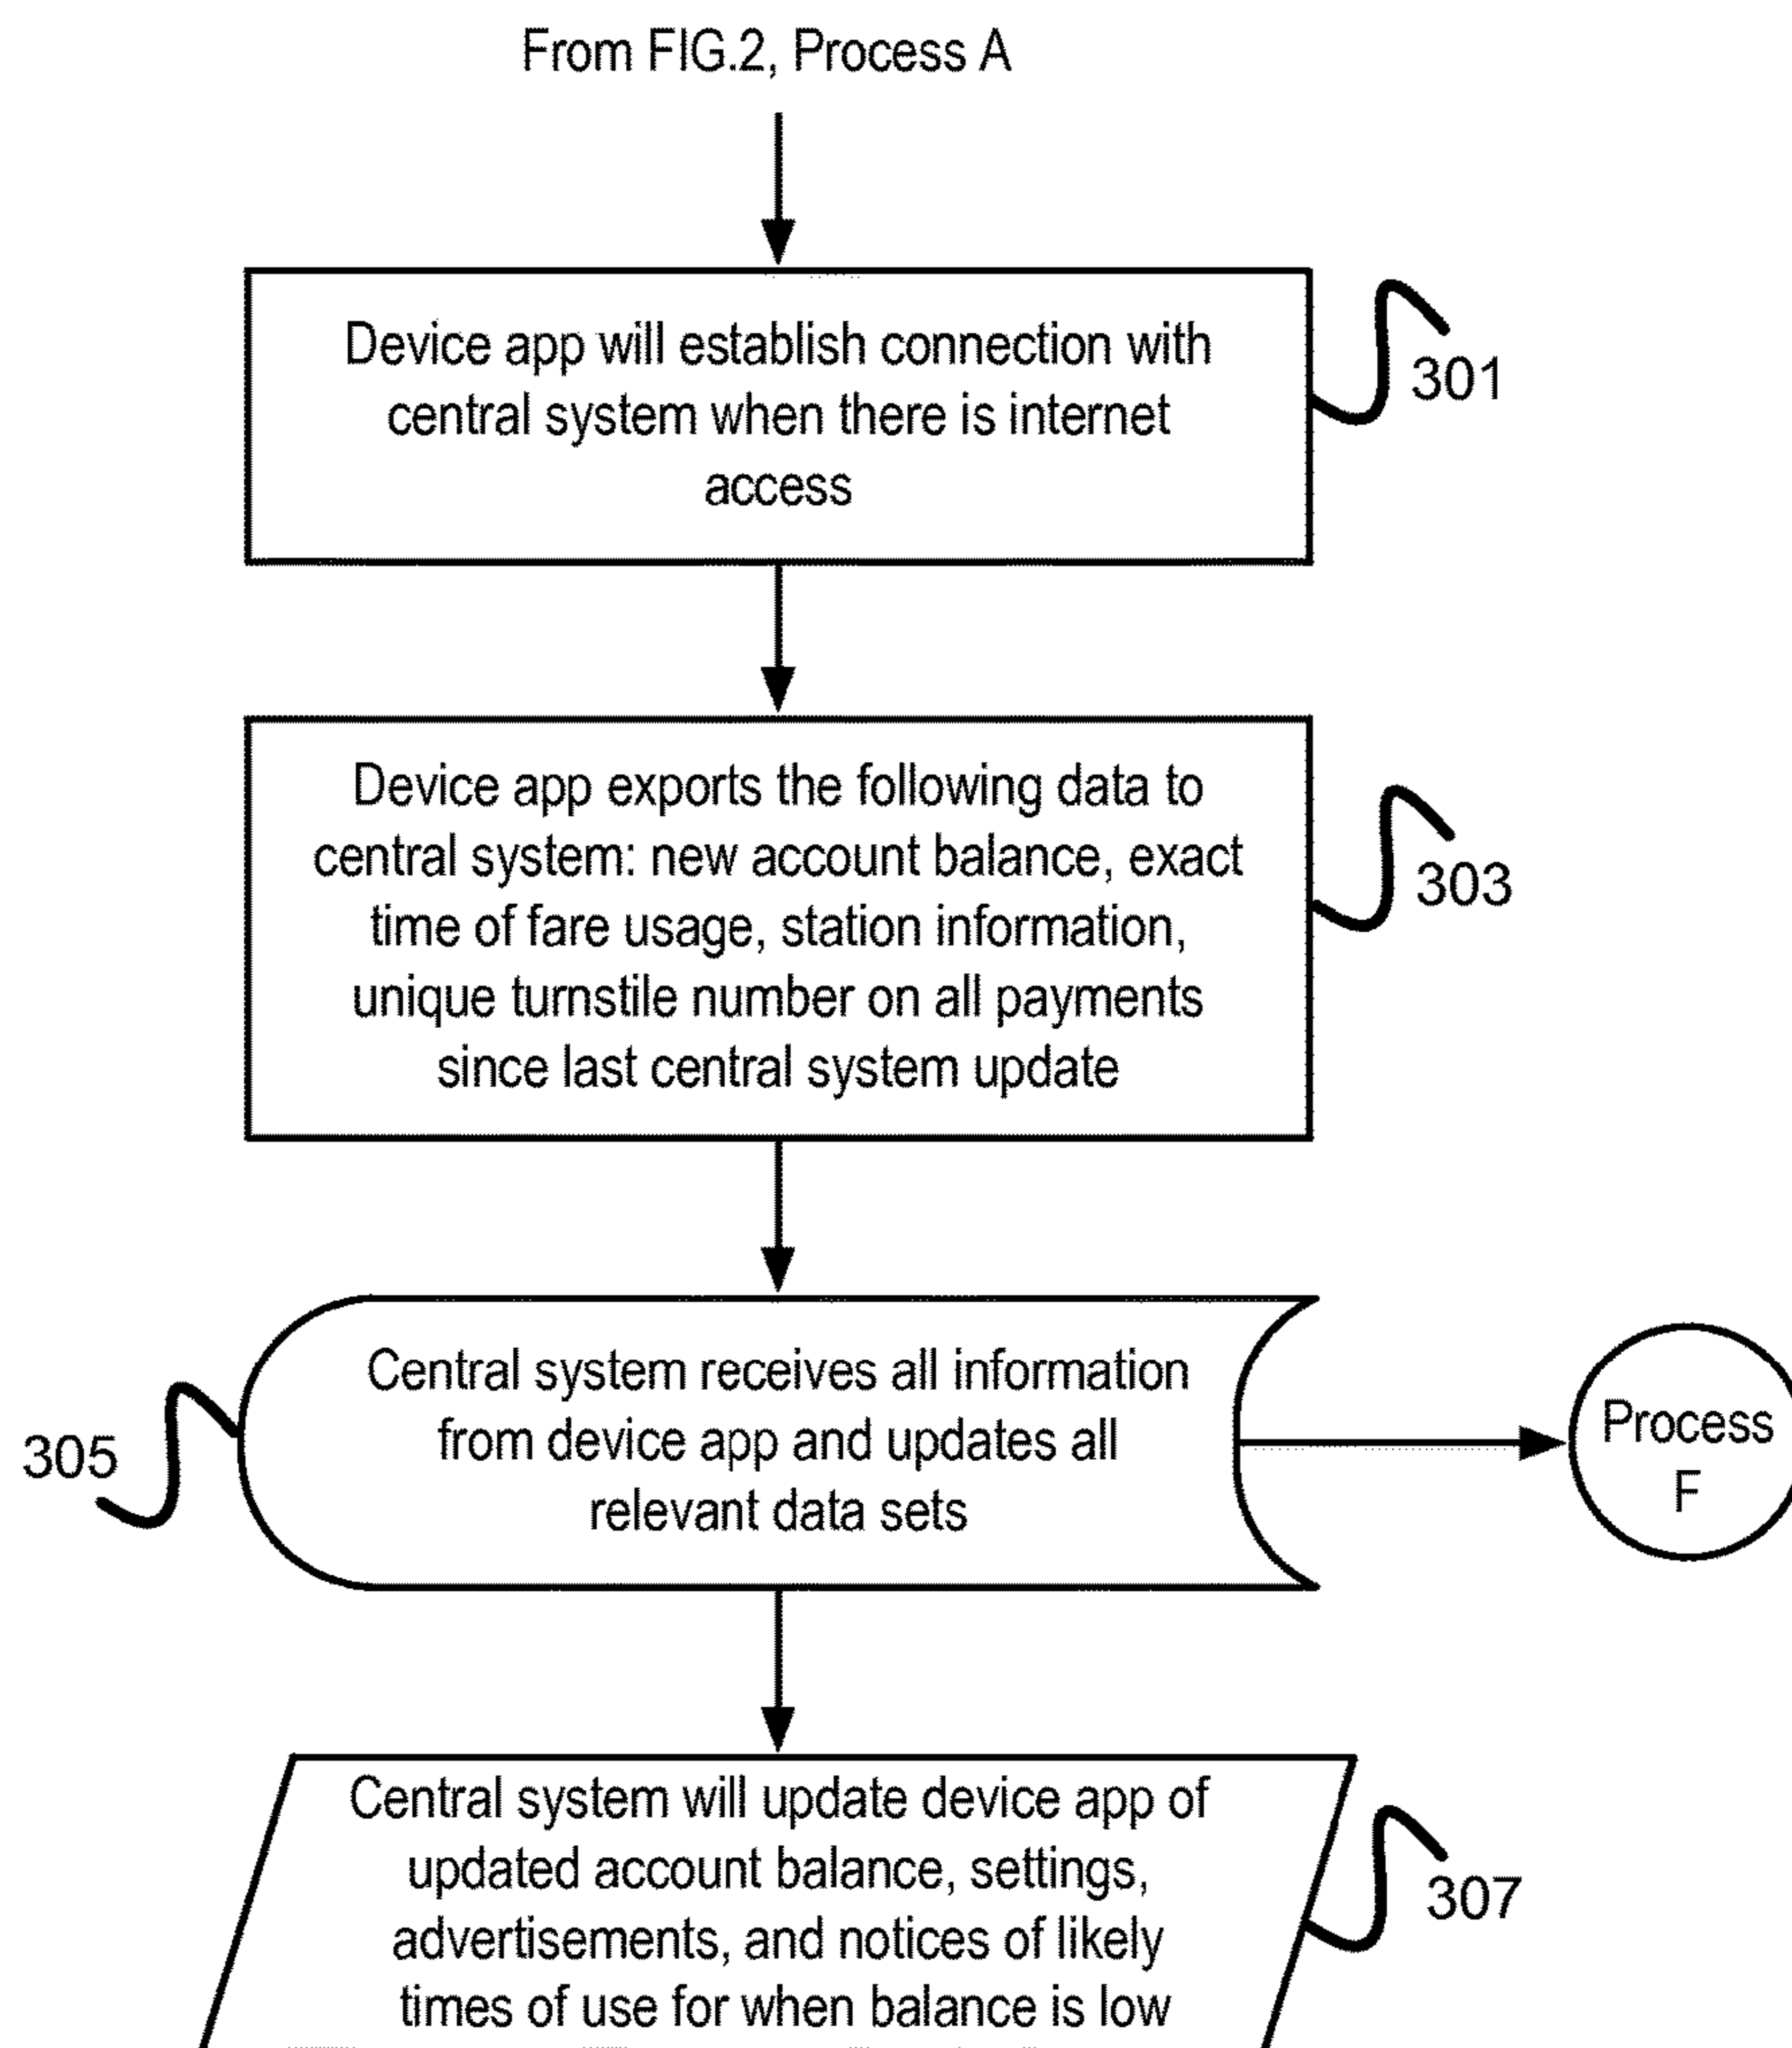 From FIG.2, Process A
Device app will establish connection with
central system when there is internet
access
301
Device app exports the following data to
central system: new account balance, exact
time of fare usage, station information,
unique turnstile number on all payments
since last central system update
303
Central system receives all information
from device app and updates all
relevant data sets
305
Process
F
Central system will update device app of
updated account balance, settings,
advertisements, and notices of likely
times of use for when balance is low
307